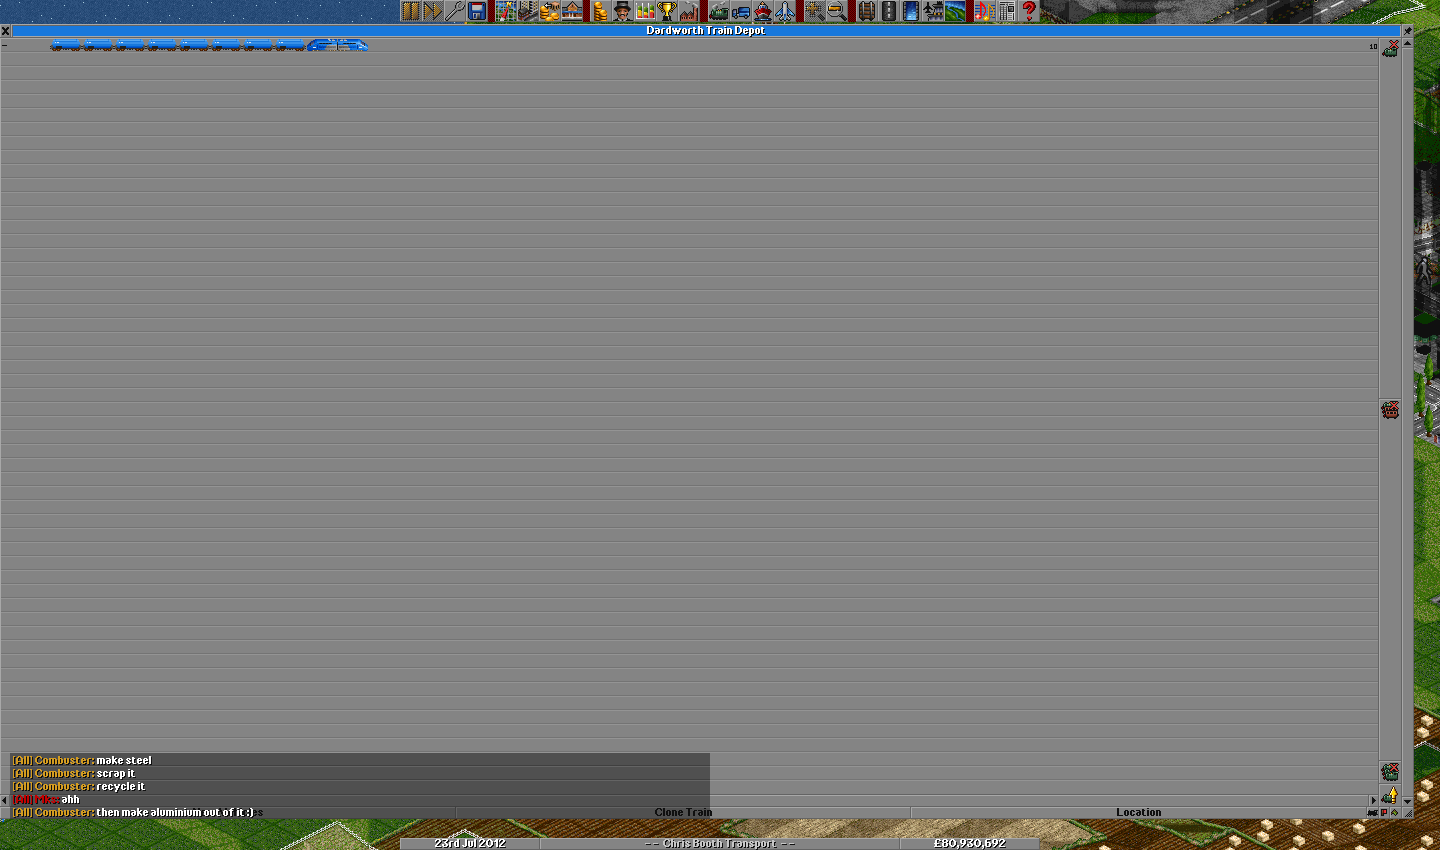 Dardworth Train Depot
10
[All] Combuster: make steel
[All] Combuster: scrap it
[All] Combuster: recycle it
[All] Mks: ahh
[All] Combuster: then make aluminium out of it :)
Clone Train
Location
23rd Jul 2012
-- Chris Booth Transport --
£80,930,692